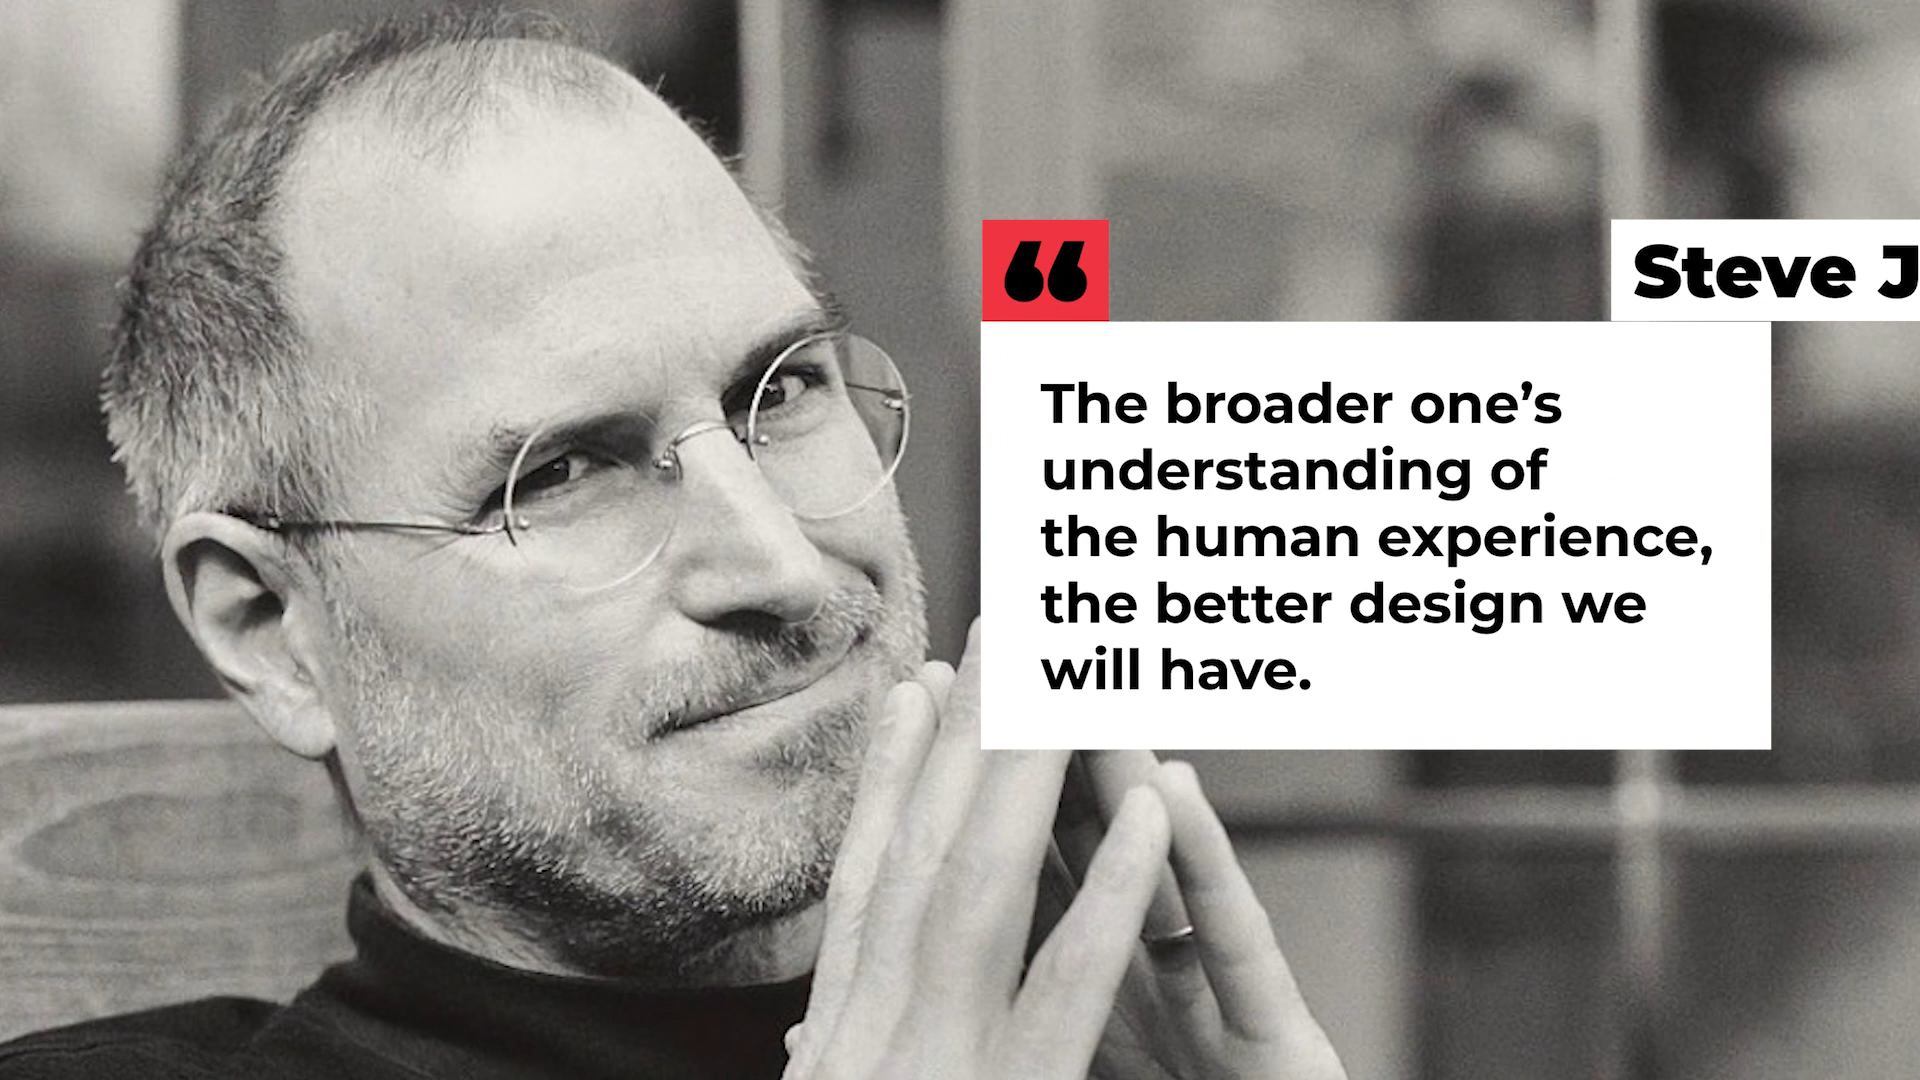 ❝
Steve J
The broader one’s
understanding of
the human experience,
the better design we
will have.